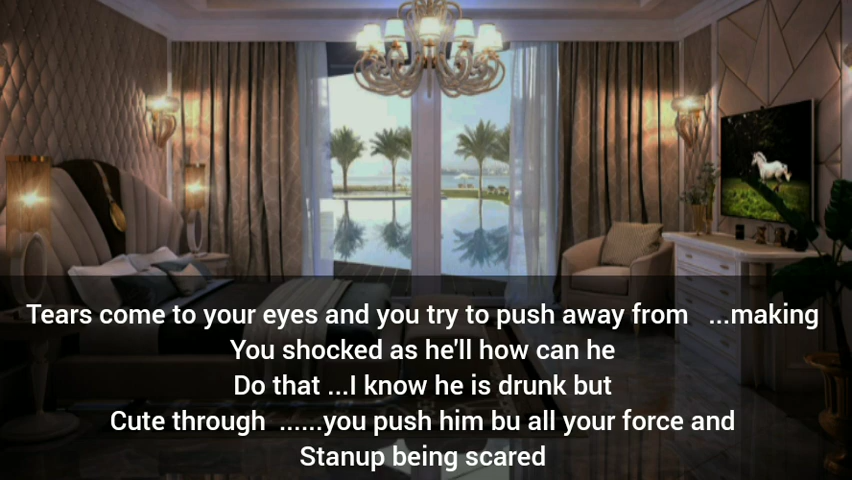 Tears come to your eyes and you try to push away from ...making
You shocked as he'll how can he
Do that ...I know he is drunk but
Cute through ......you push him bu all your force and
Stanup being scared